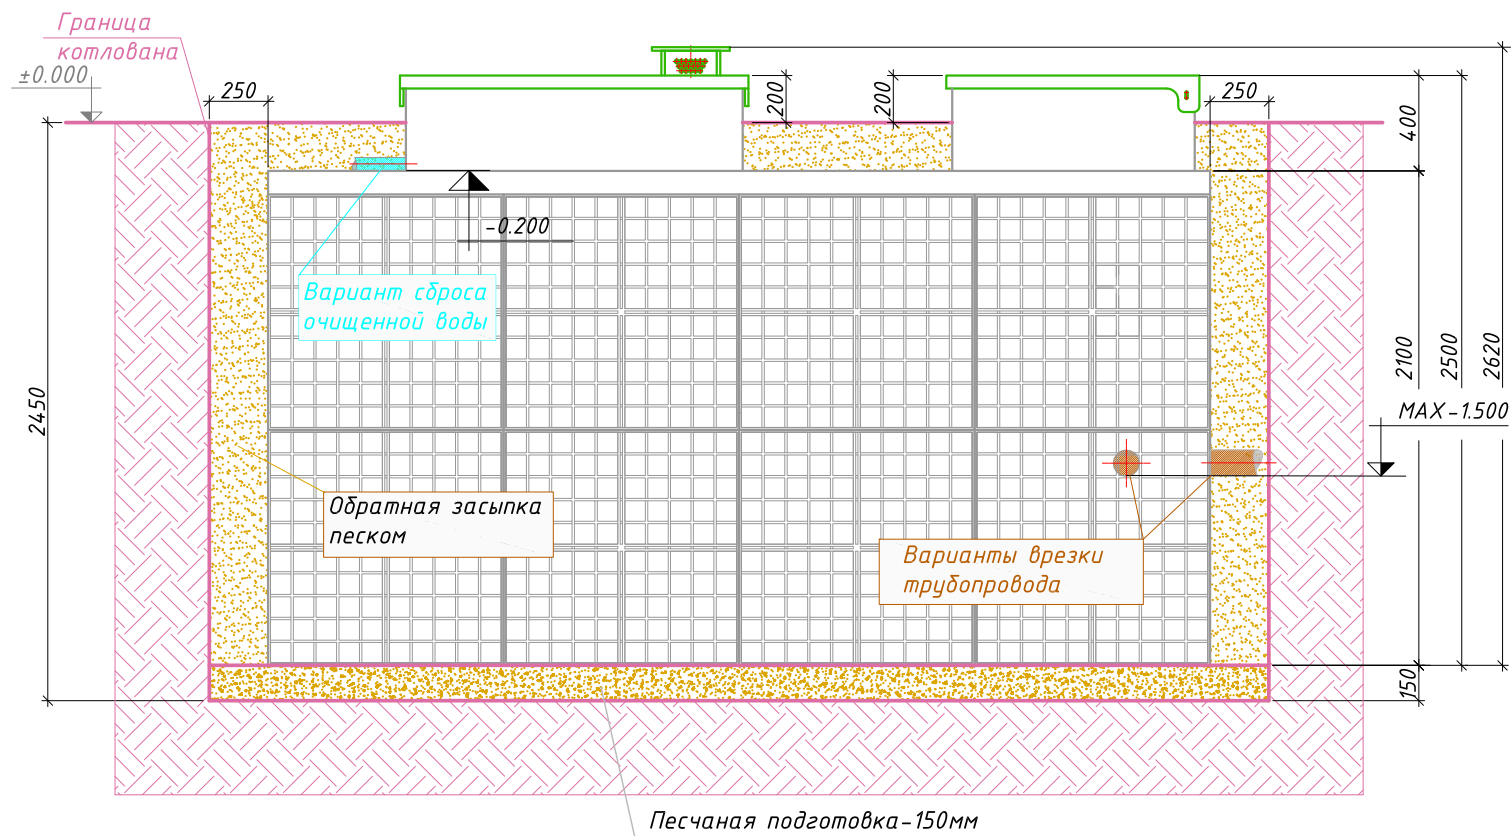 Граница
котлована
±0.000
250
200
200
250
400
-0.200
Вариант сброса
очищенной воды
2450
2100
2500
2620
MAX-1.500
Обратная засыпка
песком
Варианты врезки
трубопровода
150
Песчаная подготовка-150мм